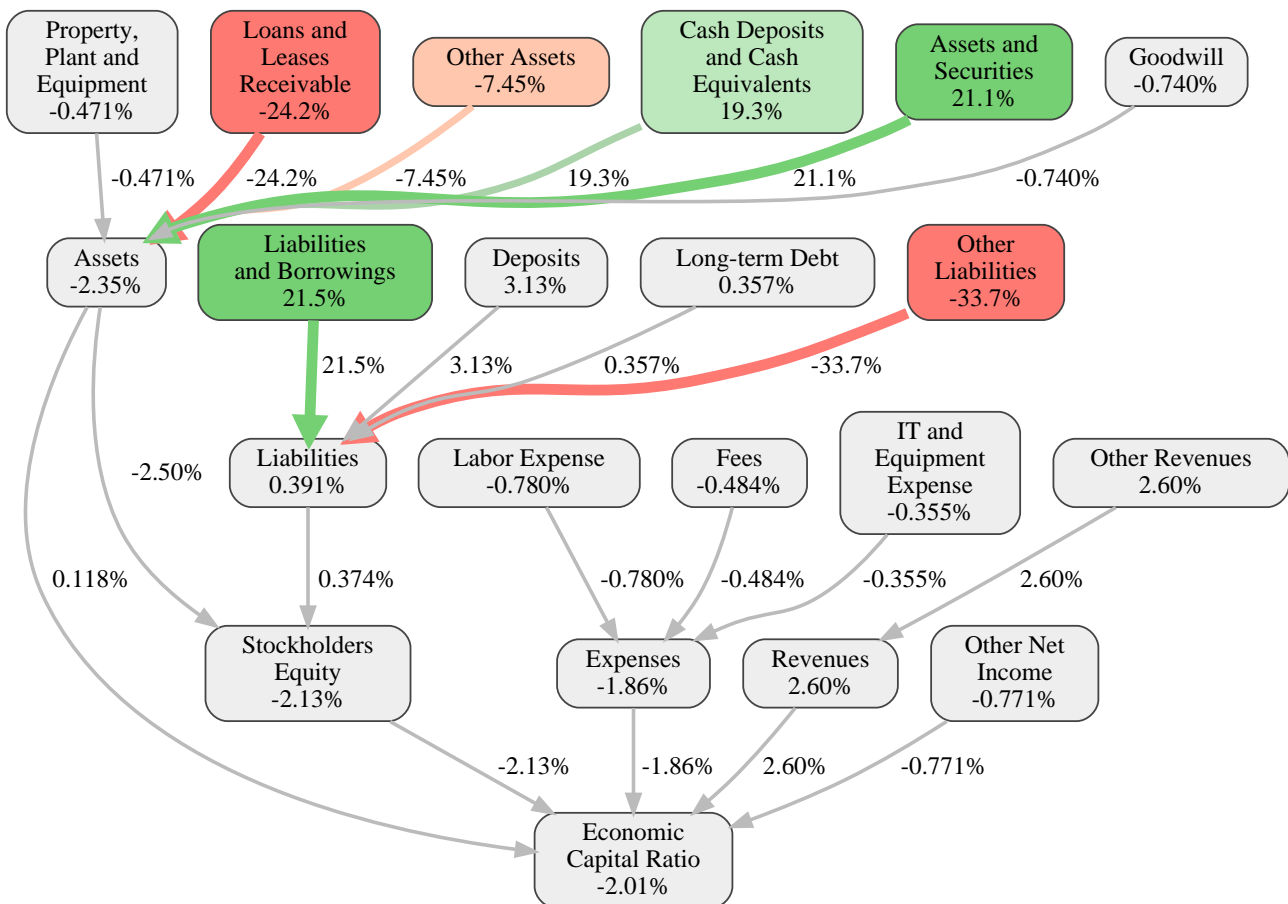 Property,
Plant and
Equipment
-0.471%
Loans and
Leases
Receivable
-24.2%
Other Assets
-7.45%
Cash Deposits
and Cash
Equivalents
19.3%
Assets and
Securities
21.1%
Goodwill
-0.740%
-0.471%
-24.2%
-7.45%
19.3%
21.1%
-0.740%
Assets
-2.35%
Liabilities
and Borrowings
21.5%
Deposits
3.13%
Long-term Debt
0.357%
Other
Liabilities
-33.7%
21.5%
3.13%
0.357%
-33.7%
Liabilities
0.391%
Labor Expense
-0.780%
Fees
-0.484%
IT and
Equipment
Expense
-0.355%
Other Revenues
2.60%
-2.50%
0.118%
0.374%
-0.780%
-0.484%
-0.355%
2.60%
Stockholders
Equity
-2.13%
Expenses
-1.86%
Revenues
2.60%
Other Net
Income
-0.771%
-2.13%
-1.86%
2.60%
-0.771%
Economic
Capital Ratio
-2.01%